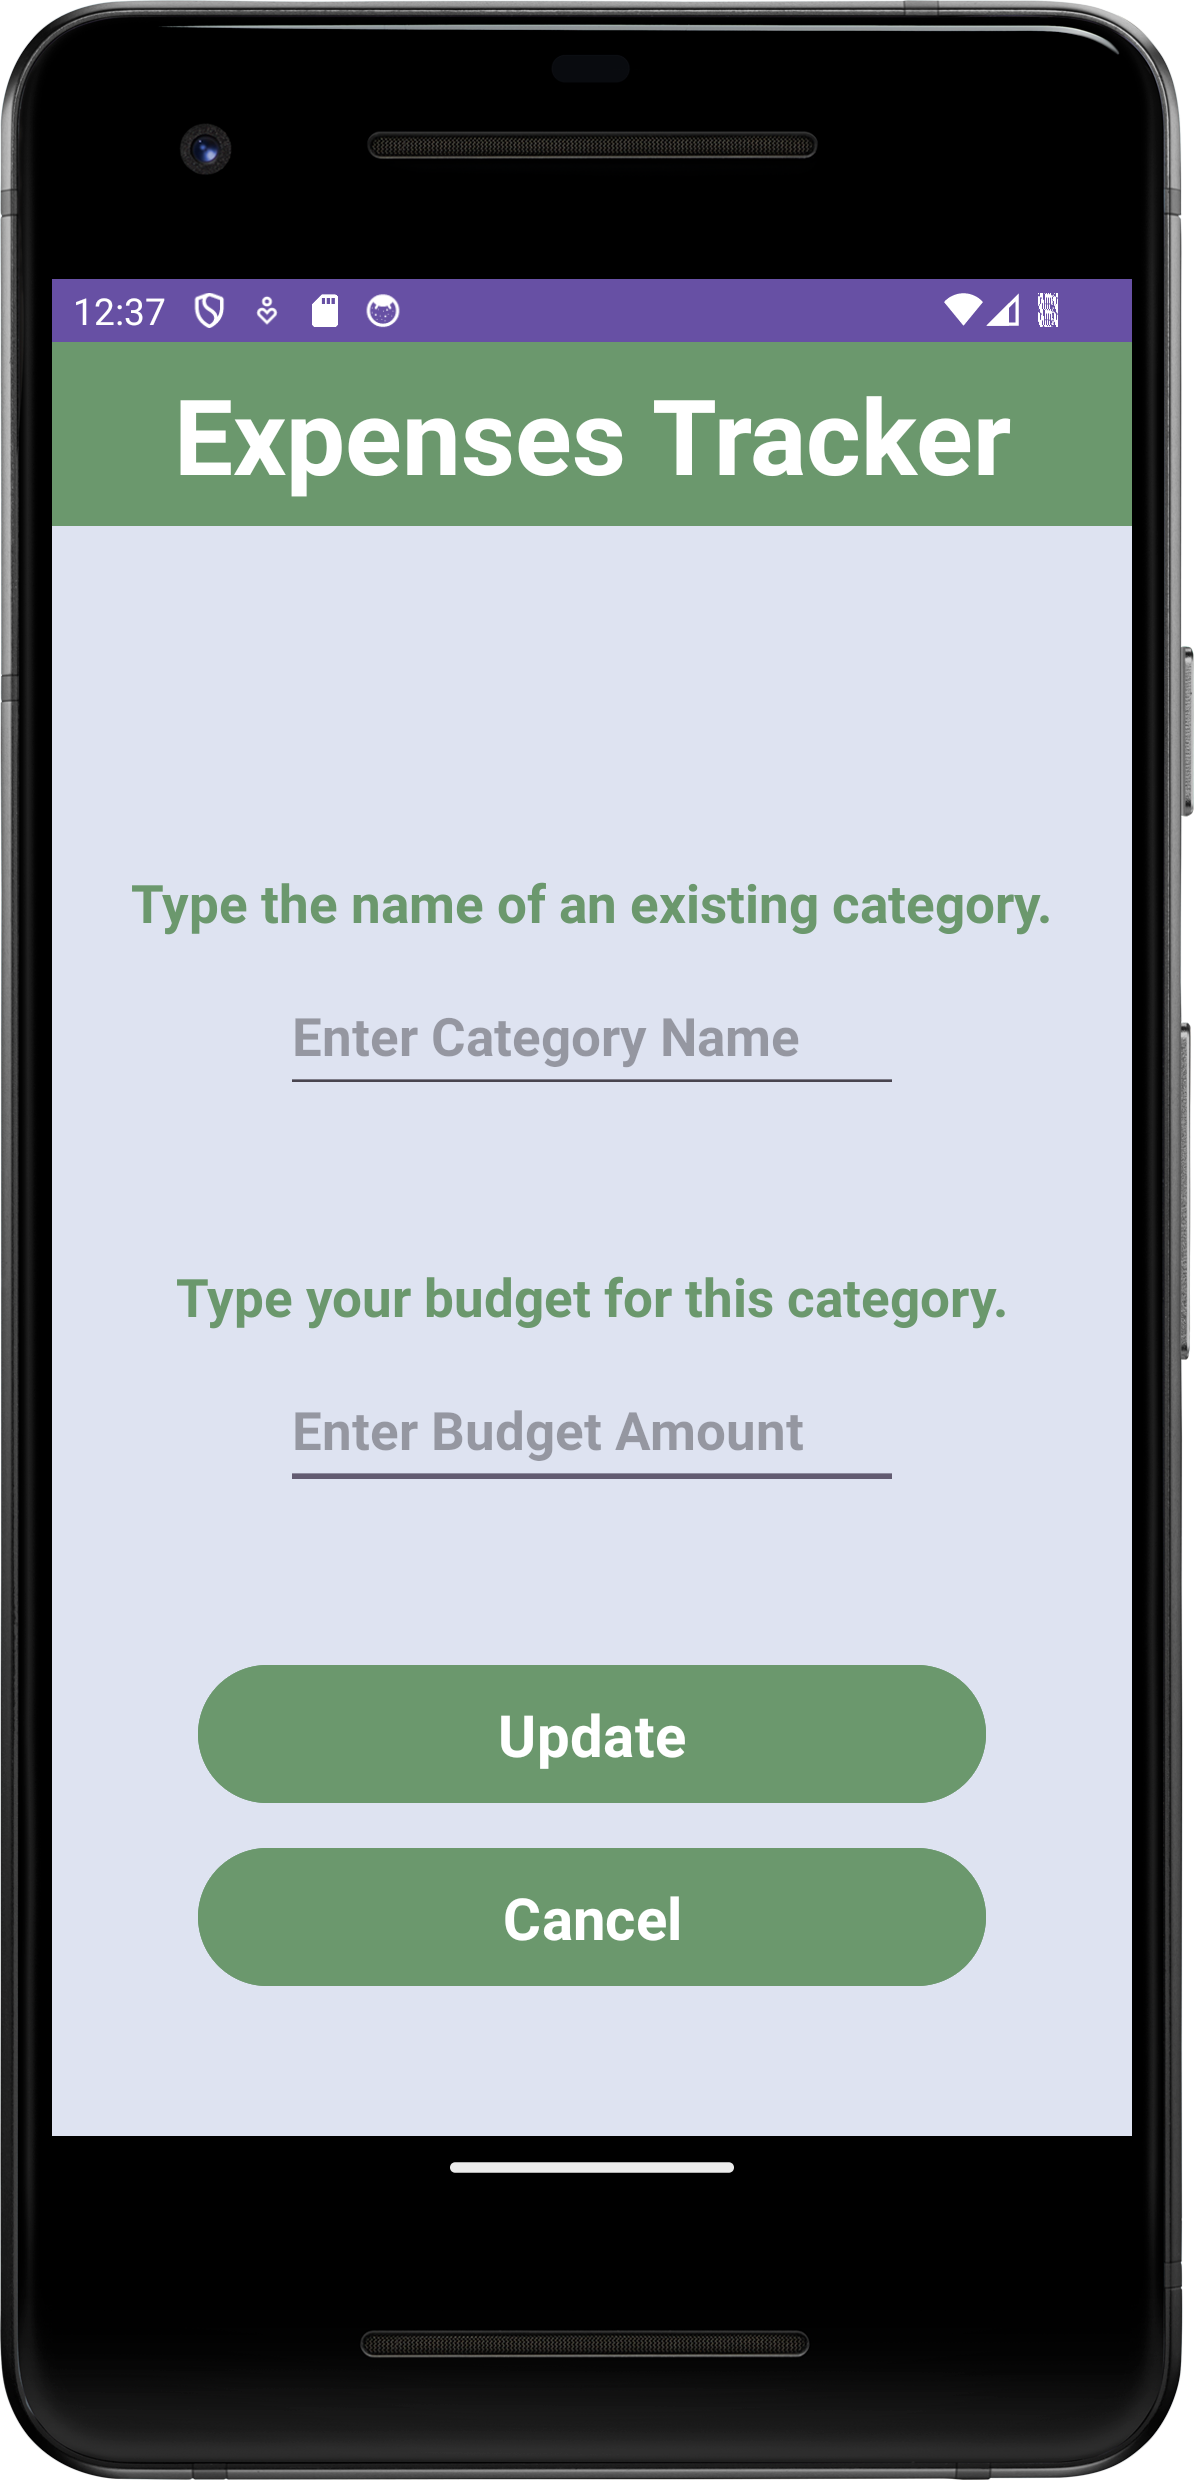 12:37
Expenses Tracker
Type the name of an existing category.
Enter Category Name
Type your budget for this category.
Enter Budget Amount
Update
Cancel